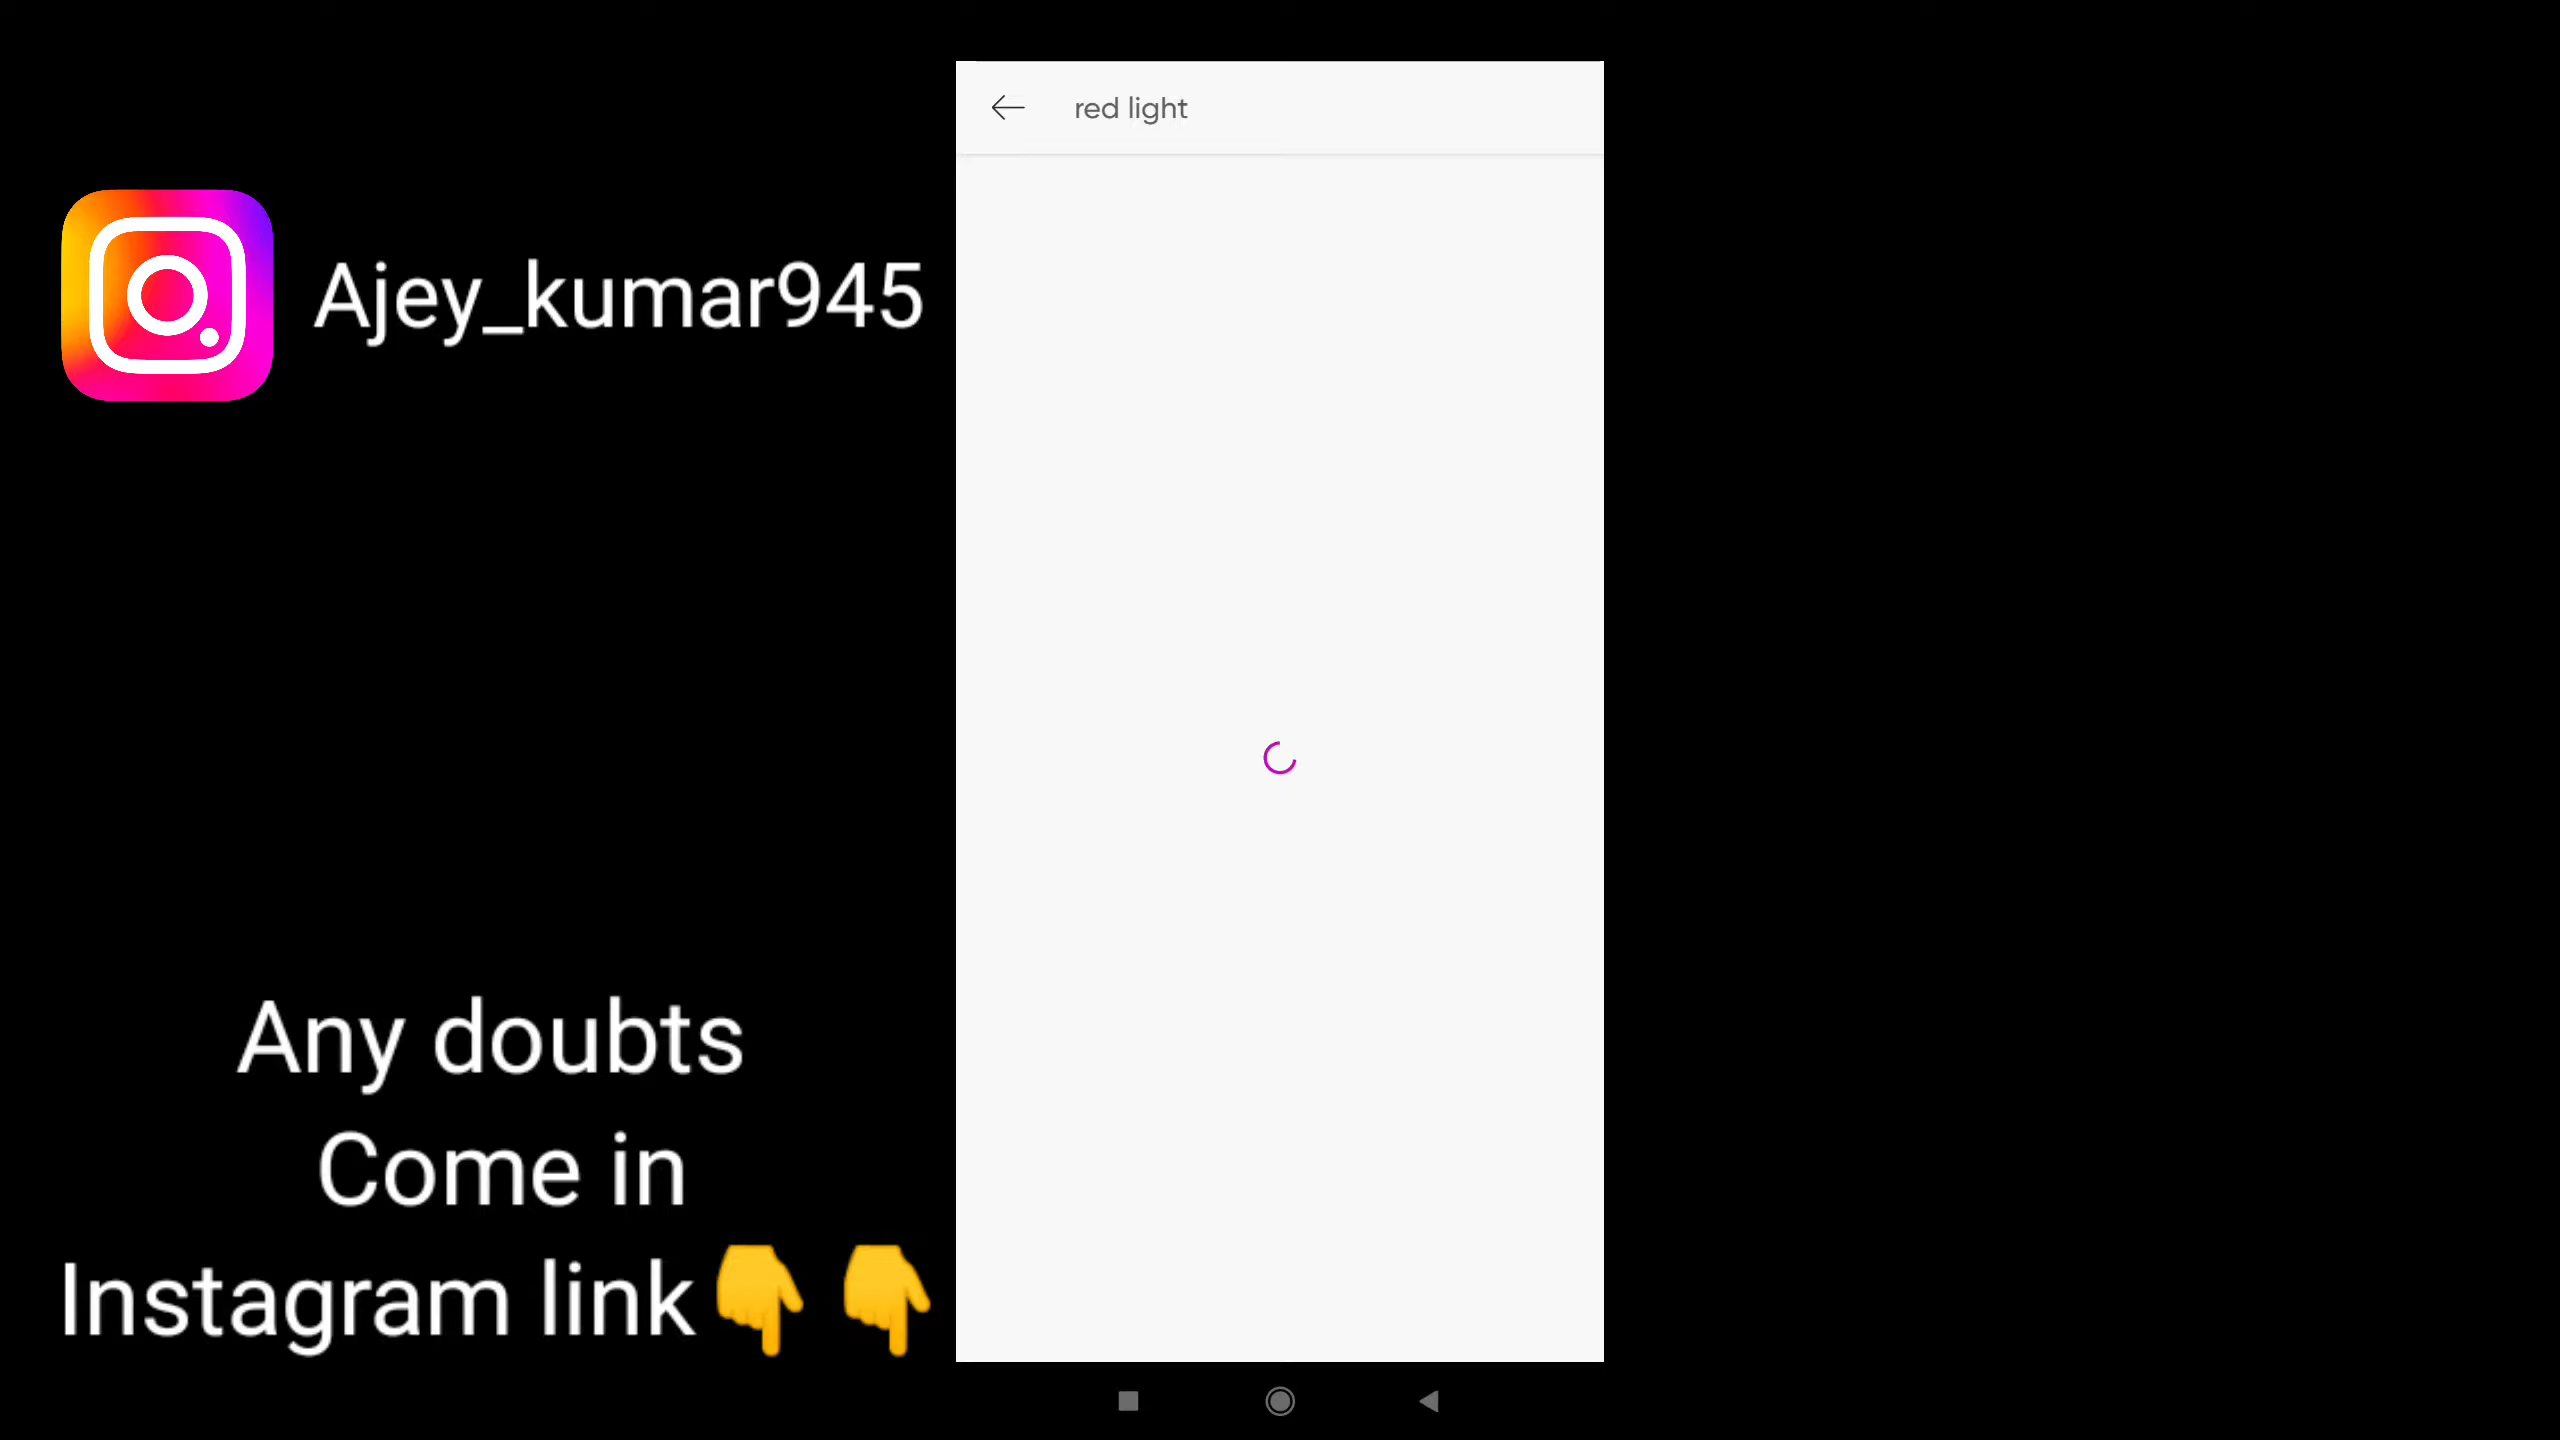 red light
Ajey_kumar945
Any doubts
Come in
Instagram link👇👇